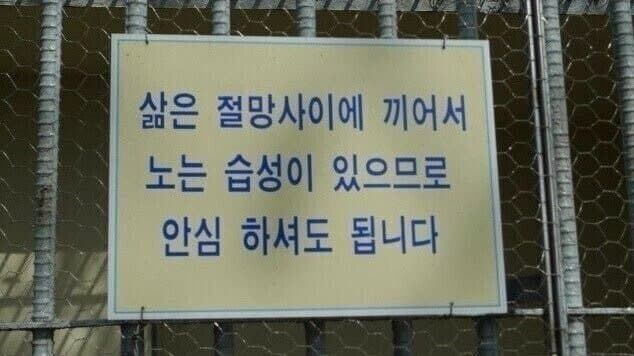 삶은 절망사이에 끼어서
노는 습성이 있으므로
안심 하셔도 됩니다